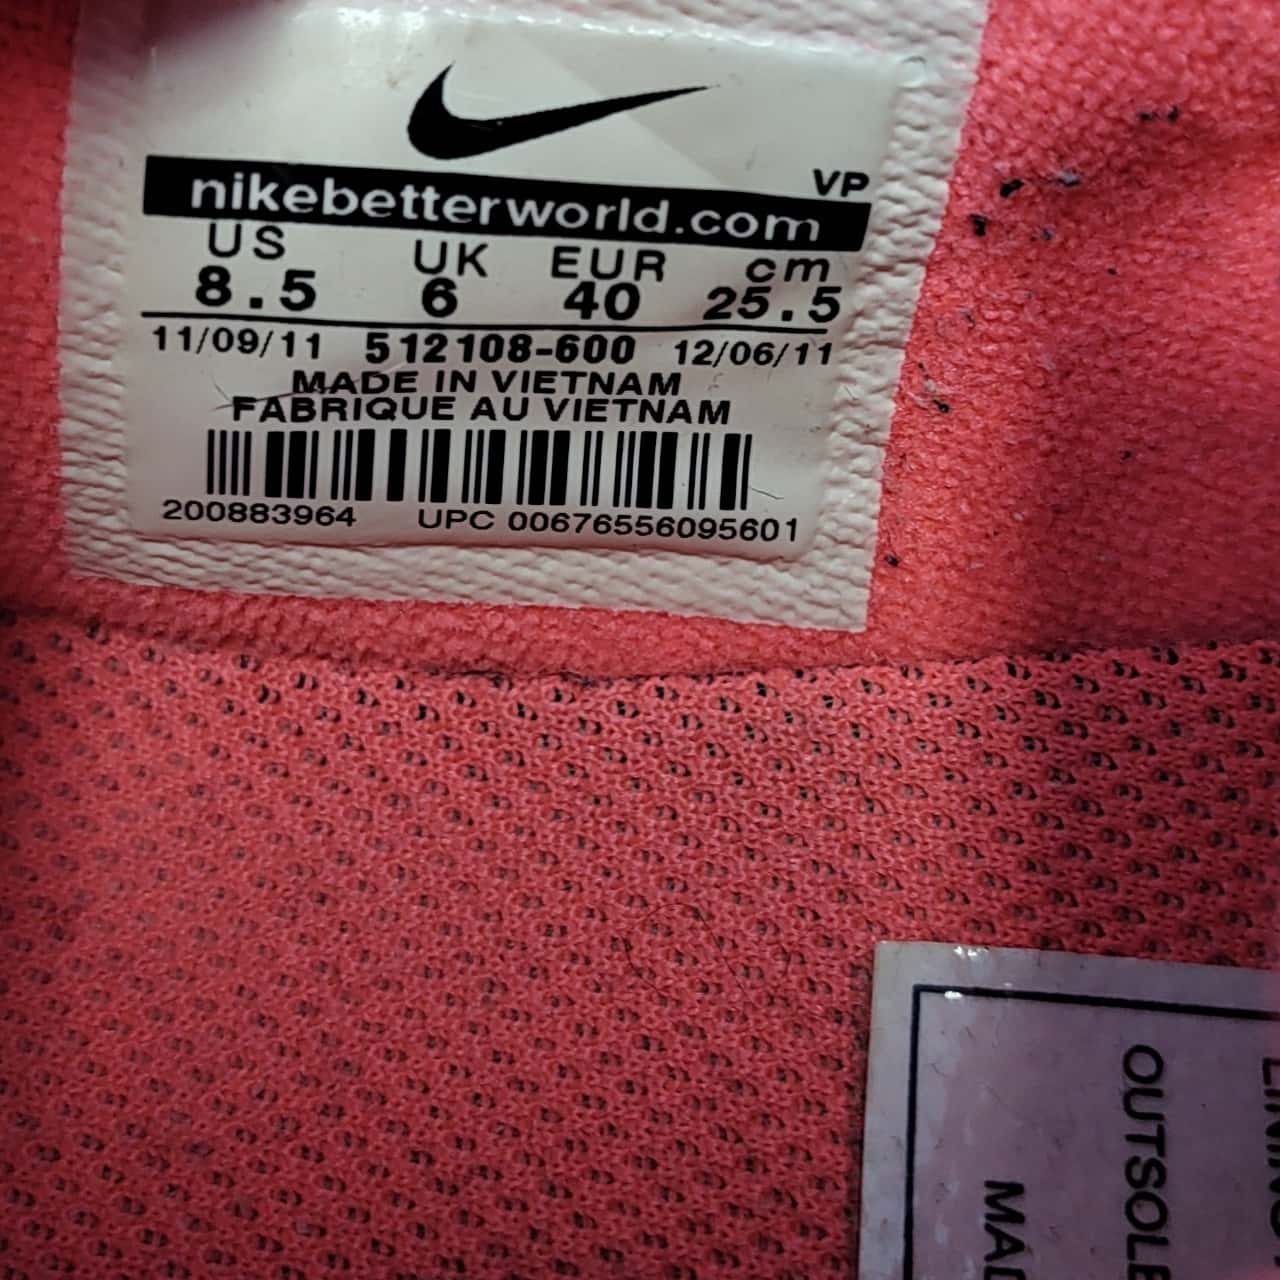 VP
nikebetterworld.com
US UK EUR cm
8.5 6 40 25.5
11/09/11 512108-600 12/06/11
MADE IN VIETNAM
FABRIQUE AU VIETNAM
200883964 UPC 00676556095601
OUTSOLE